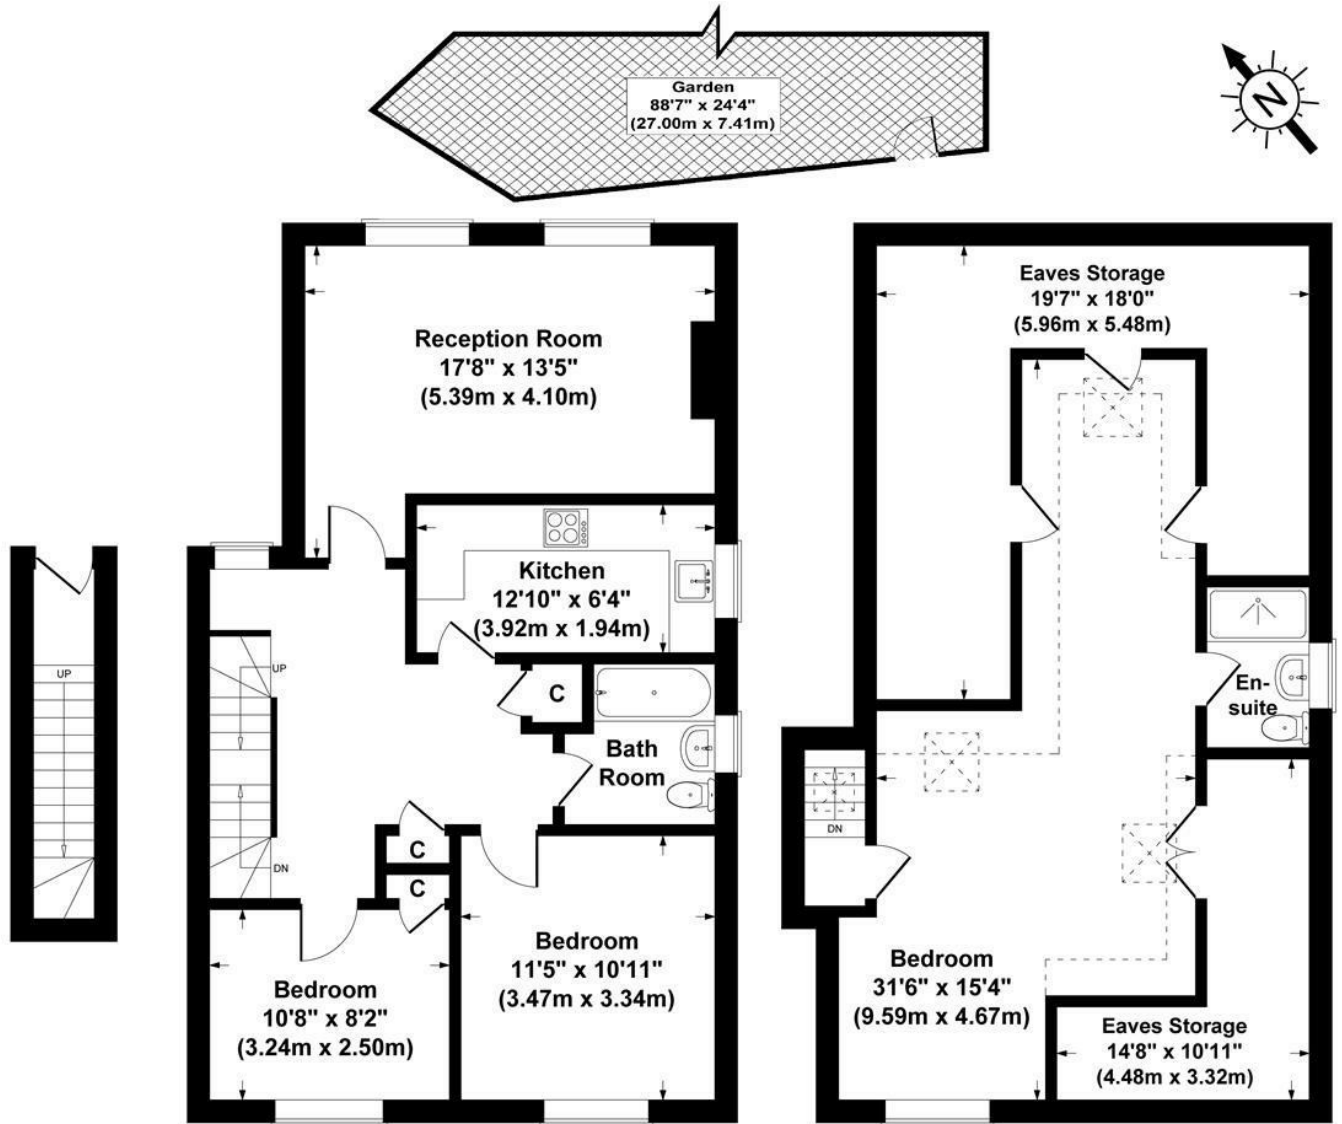 Garden
88'7" x 24'4"
(27.00m x 7.41m)
N
Reception Room
17'8" x 13'5"
(5.39m x 4.10m)
Kitchen
12'10" x 6'4"
(3.92m x 1.94m)
UP
UP
DN
C
Bath
Room
C
C
Bedroom
10'8" x 8'2"
(3.24m x 2.50m)
Bedroom
11'5" x 10'11"
(3.47m x 3.34m)
Eaves Storage
19'7" x 18'0"
(5.96m x 5.48m)
En-
suite
DN
Bedroom
31'6" x 15'4"
(9.59m x 4.67m)
Eaves Storage
14'8" x 10'11"
(4.48m x 3.32m)